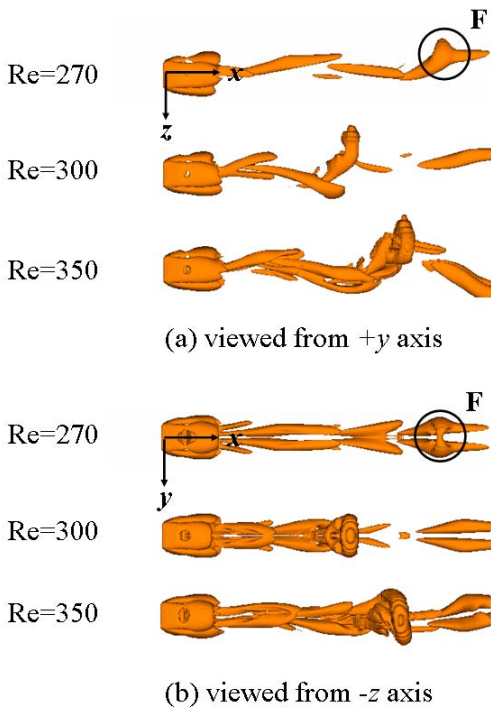 F
Re=270
x
z
Re=300
Re=350
(a) viewed from +y axis
F
Re=270
x
y
Re=300
Re=350
(b) viewed from -z axis